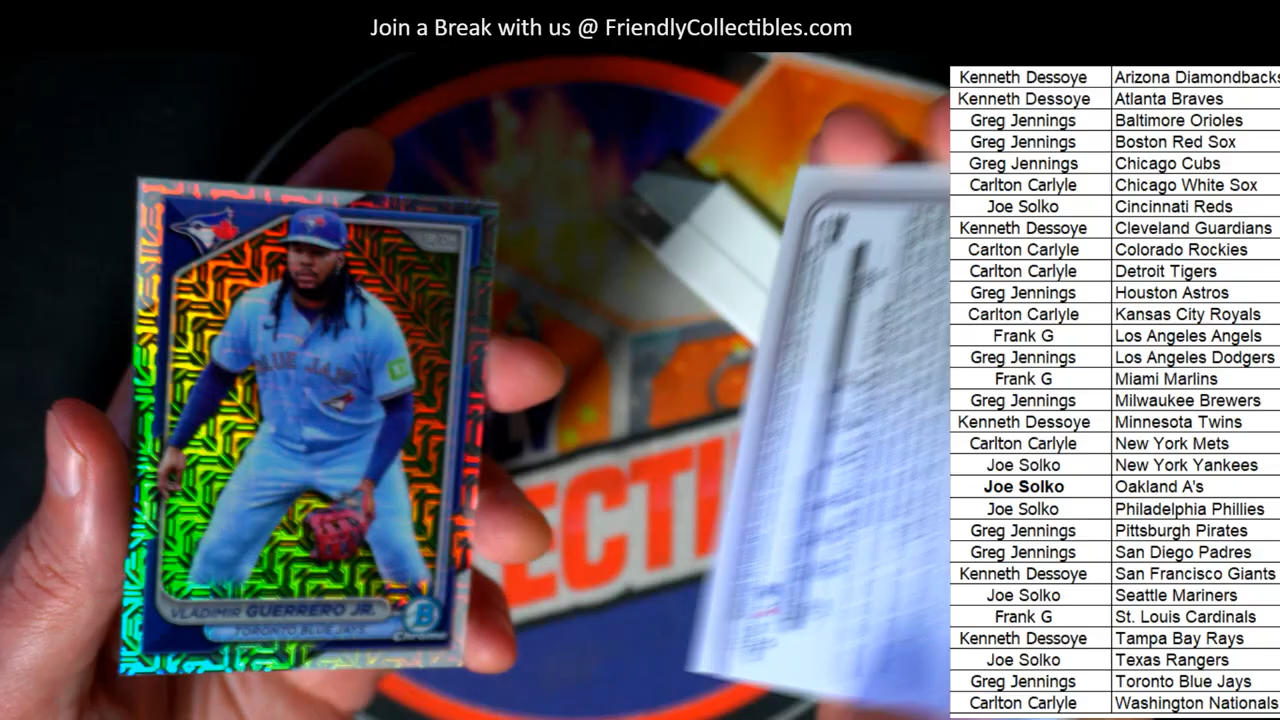 Join a Break with us @ FriendlyCollectibles.com
Kenneth Dessoye Arizona Diamondbacks
Kenneth Dessoye Atlanta Braves
Greg Jennings Baltimore Orioles
Greg Jennings Boston Red Sox
Greg Jennings Chicago Cubs
Carlton Carlyle Chicago White Sox
Joe Solko Cincinnati Reds
Kenneth Dessoye Cleveland Guardians
Carlton Carlyle Colorado Rockies
Carlton Carlyle Detroit Tigers
Greg Jennings Houston Astros
Carlton Carlyle Kansas City Royals
Frank G Los Angeles Angels
Greg Jennings Los Angeles Dodgers
Frank G Miami Marlins
Greg Jennings Milwaukee Brewers
Kenneth Dessoye Minnesota Twins
Carlton Carlyle New York Mets
Joe Solko New York Yankees
Joe Solko Oakland A's
Joe Solko Philadelphia Phillies
Greg Jennings Pittsburgh Pirates
Greg Jennings San Diego Padres
Kenneth Dessoye San Francisco Giants
Joe Solko Seattle Mariners
Frank G St. Louis Cardinals
Kenneth Dessoye Tampa Bay Rays
Joe Solko Texas Rangers
Greg Jennings Toronto Blue Jays
Carlton Carlyle Washington Nationals
BLUE JAYS
VLADIMIR GUERRERO JR.
TORONTO BLUE JAYS
B
CHROME
ECTI